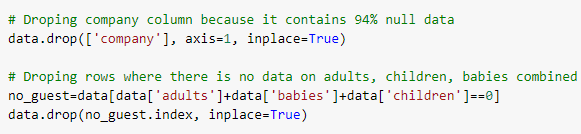 # Droping company column because it contains 94% null data
data.drop(['company'], axis=1, inplace=True)
# Droping rows where there is no data on adults, children, babies combined
no_guest=data[data['adults']+data['babies']+data['children']==0]
data.drop(no_guest.index, inplace=True)